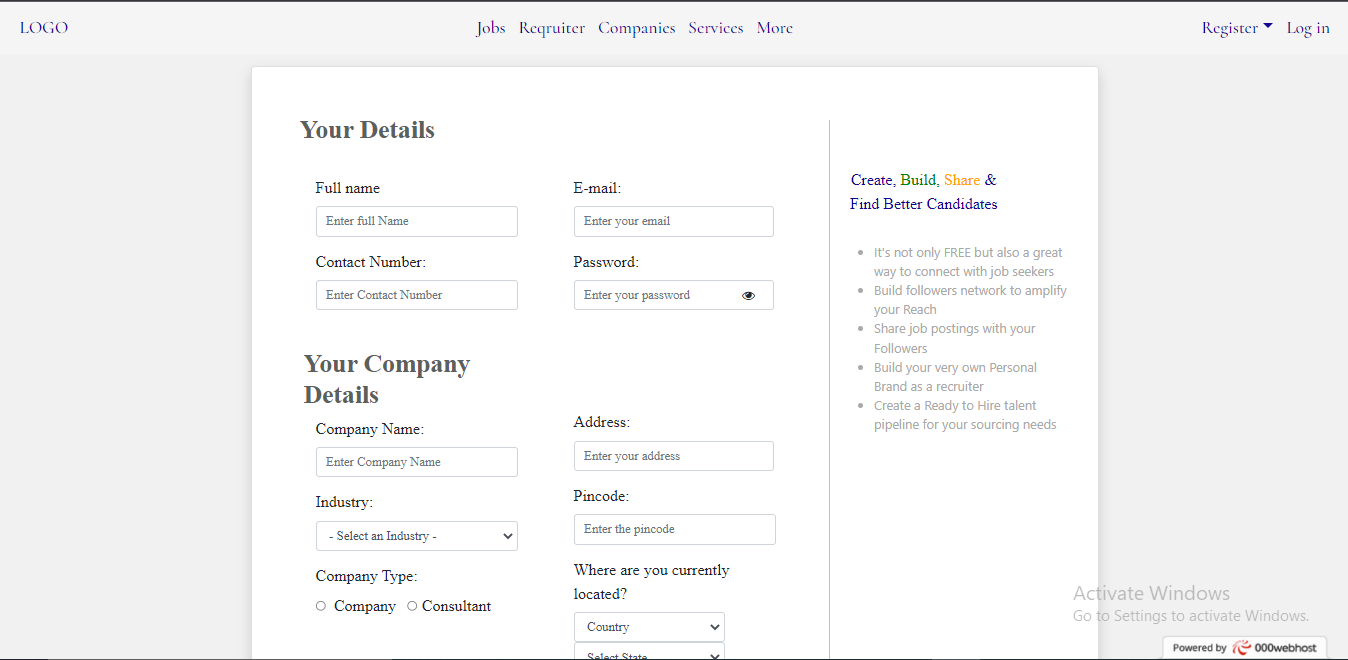 LOGO
Jobs Reqruiter Companies Services More
Register Log in
Your Details
Full name
Enter full Name
E-mail:
Enter your email
Contact Number:
Enter Contact Number
Password:
Enter your password
Your Company
Details
Company Name:
Enter Company Name
Industry:
- Select an Industry -
Company Type:
Company Consultant
Address:
Enter your address
Pincode:
Enter the pincode
Where are you currently
located?
Country
Select State
Create, Build, Share &
Find Better Candidates
It's not only FREE but also a great
way to connect with job seekers
Build followers network to amplify
your Reach
Share job postings with your
Followers
Build your very own Personal
Brand as a recruiter
Create a Ready to Hire talent
pipeline for your sourcing needs
Activate Windows
Go to Settings to activate Windows.
Powered by 000webhost